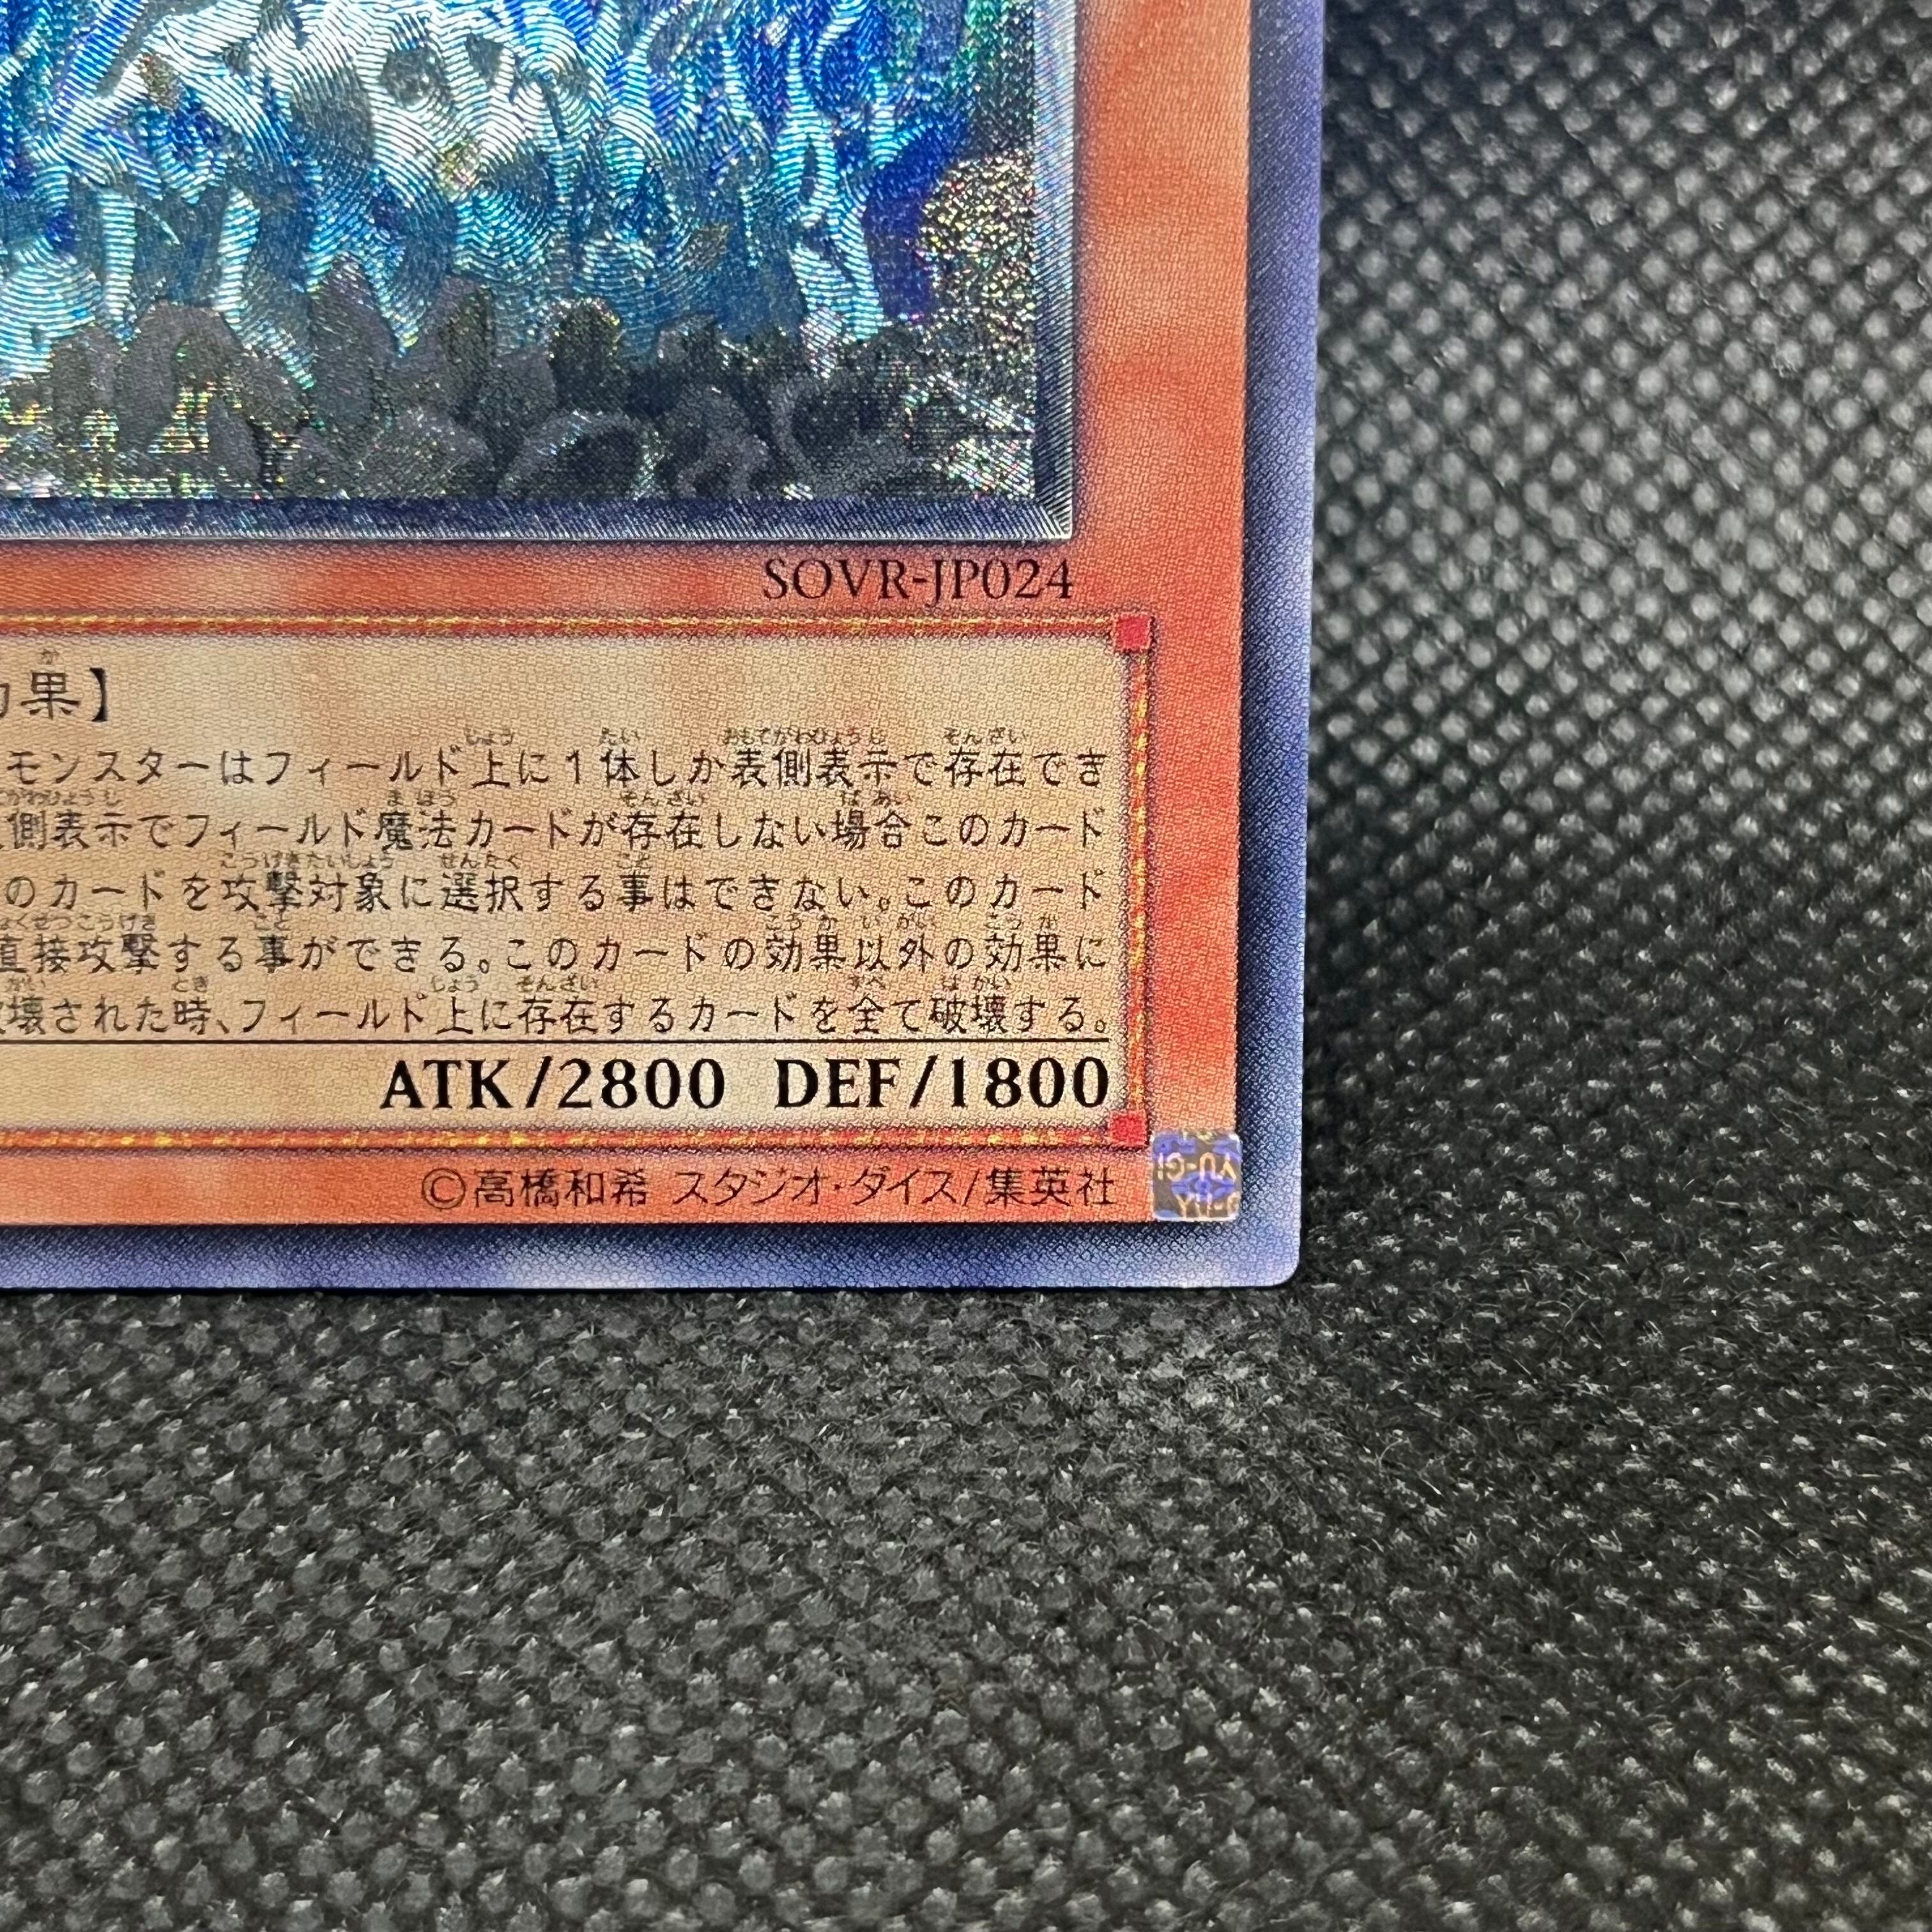 SOVR-JP024
果】
モンスターはフィールド上に1体しか表側表示で存在でき
側表示でフィールド魔法カードが存在しない場合このカード
のカードを攻撃対象に選択する事はできない。このカード
直接攻撃する事ができる。このカードの効果以外の効果に
壊された時、フィールド上に存在するカードを全て破壊する。
ATK/2800 DEF/1800
©高橋和希 スタジオ・ダイス/集英社